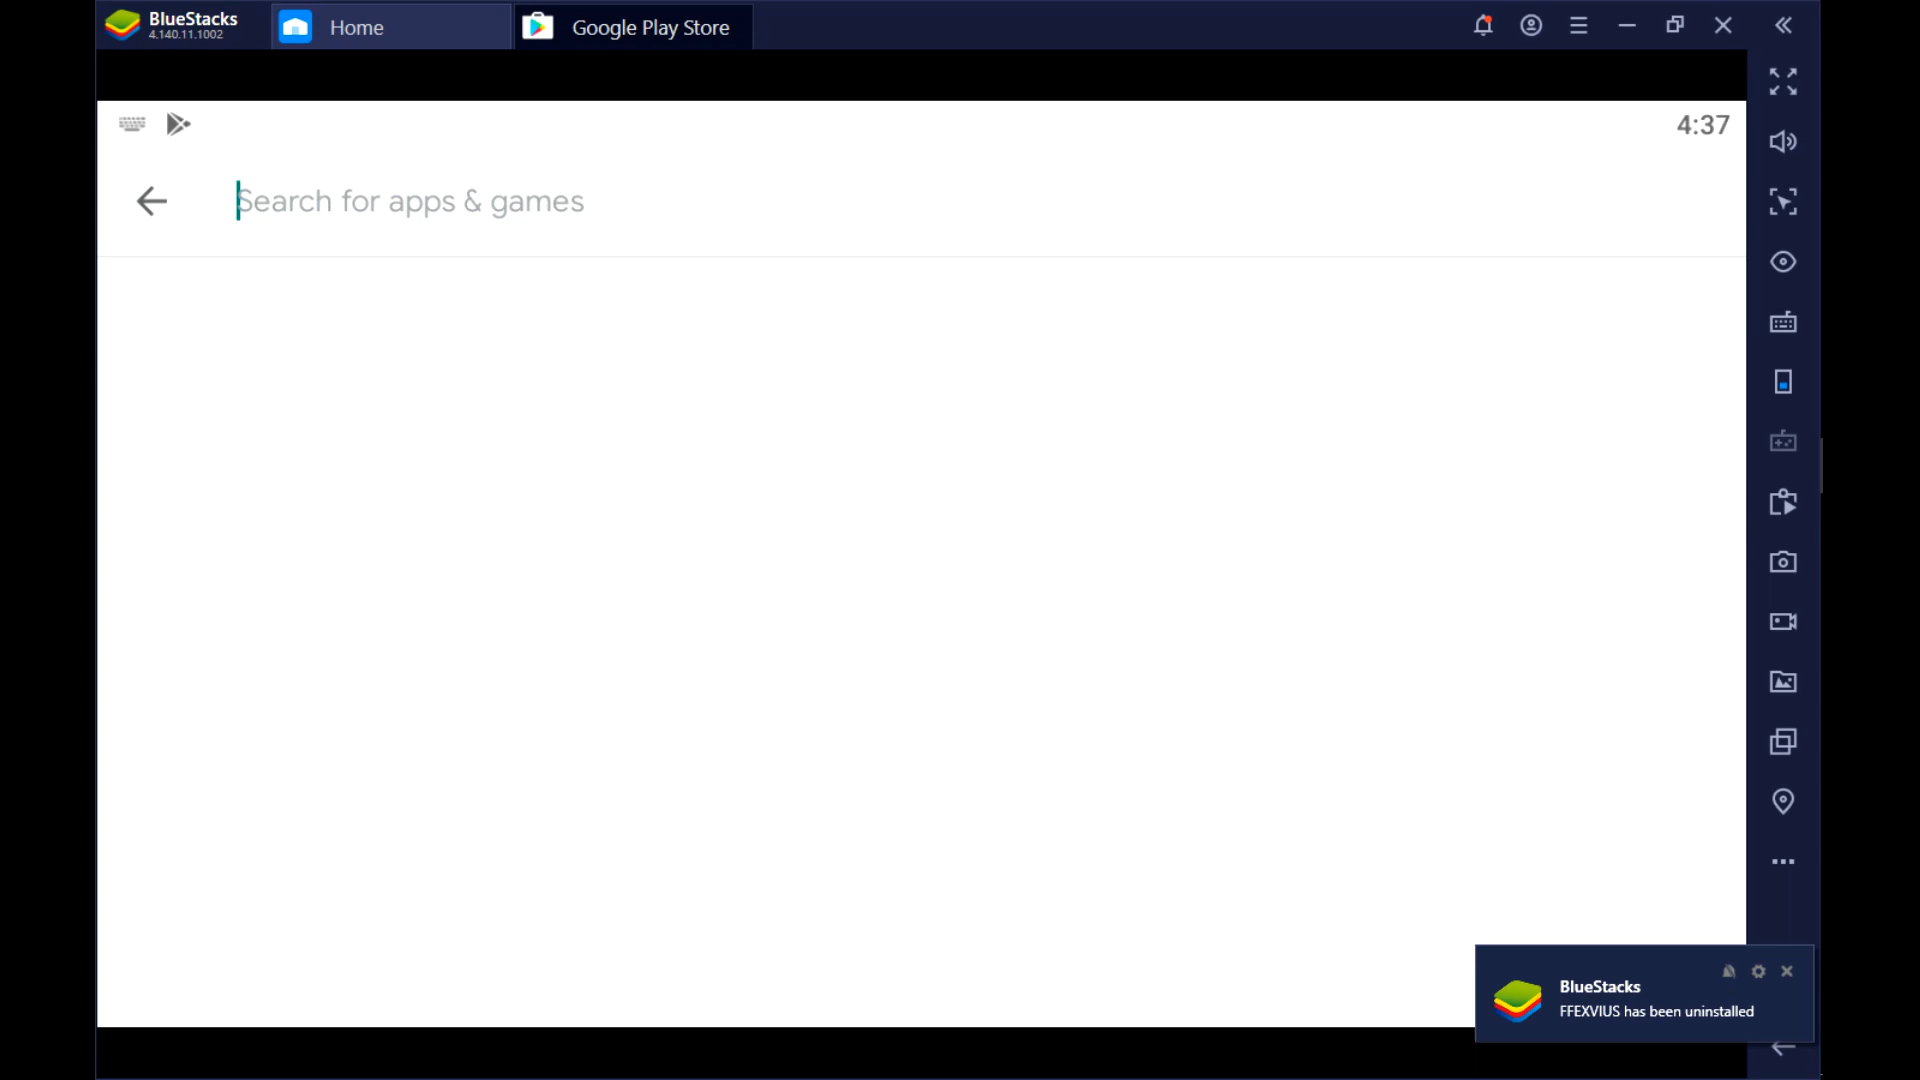 BlueStacks
4.140.11.1002
Home
Google Play Store
4:37
Search for apps & games
BlueStacks
FFEXVIUS has been uninstalled